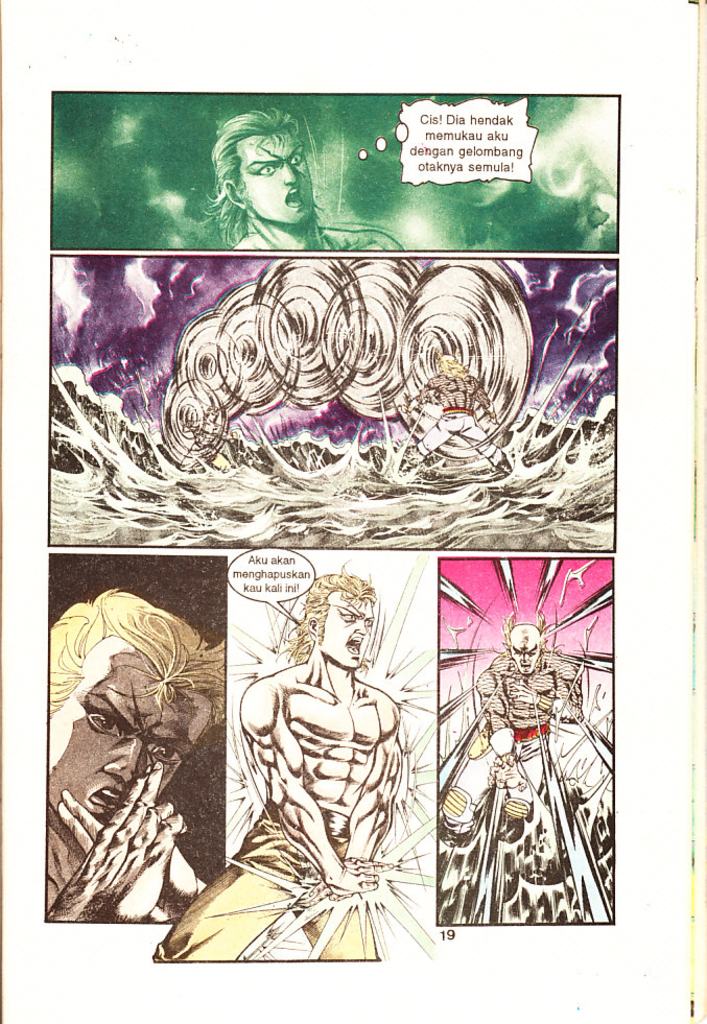 Cis! Dia hendak
memukau aku
dengan gelombang
otaknya semula!
Aku akan
menghapuskan
kau kali ini!
19